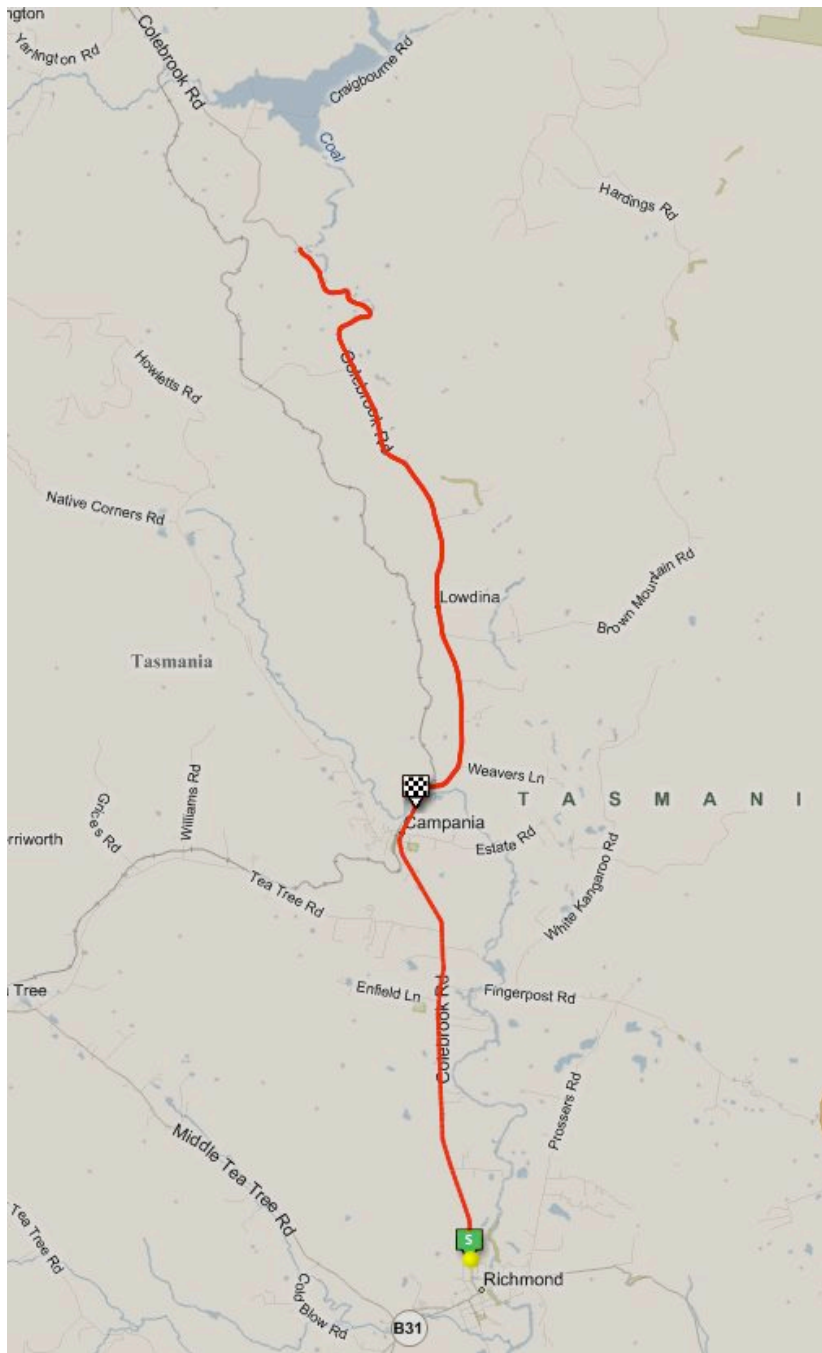 ngton
Yarlington Rd
Colebrook Rd
Craigbourne Rd
Coal
Hardings Rd
Howletts Rd
Colebrook Rd
Native Corners Rd
Lowdina
Brown Mountain Rd
Tasmania
Weavers Ln
TASMANI
Grices Rd
Williams Rd
Campania
Estate Rd
White Kangaroo Rd
rriworth
Tea Tree Rd
Tree
Enfield Ln
Fingerpost Rd
Colebrook Rd
Prossers Rd
Middle Tea Tree Rd
Tea Tree Rd
S
Richmond
Cold Blow Rd
B31